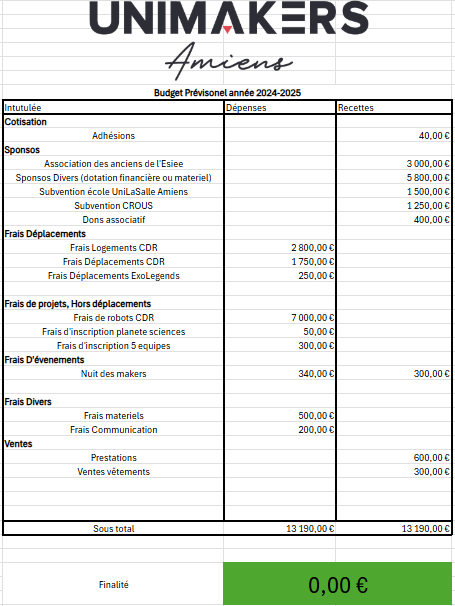 UNIMAKERS
Amiens
Budget Prévisonel année 2024-2025
Intutulée Dépenses Recettes
Cotisation
Adhésions 40,00 €
Sponsos
Association des anciens de l'Esiee 3 000,00 €
Sponsos Divers (dotation financière ou materiel) 5 800,00 €
Subvention école UniLaSalle Amiens 1 500,00 €
Subvention CROUS 1 250,00 €
Dons associatif 400,00 €
Frais Déplacements
Frais Logements CDR 2 800,00 €
Frais Déplacements CDR 1 750,00 €
Frais Déplacements ExoLegends 250,00 €
Frais de projets, Hors déplacements
Frais de robots CDR 7 000,00 €
Frais d'inscription planete sciences 50,00 €
Frais d'inscription 5 equipes 300,00 €
Frais D'évenements
Nuit des makers 340,00 € 300,00 €
Frais Divers
Frais materiels 500,00 €
Frais Communication 200,00 €
Ventes
Prestations 600,00 €
Ventes vêtements 300,00 €
Sous total 13 190,00 € 13 190,00 €
Finalité 0,00 €